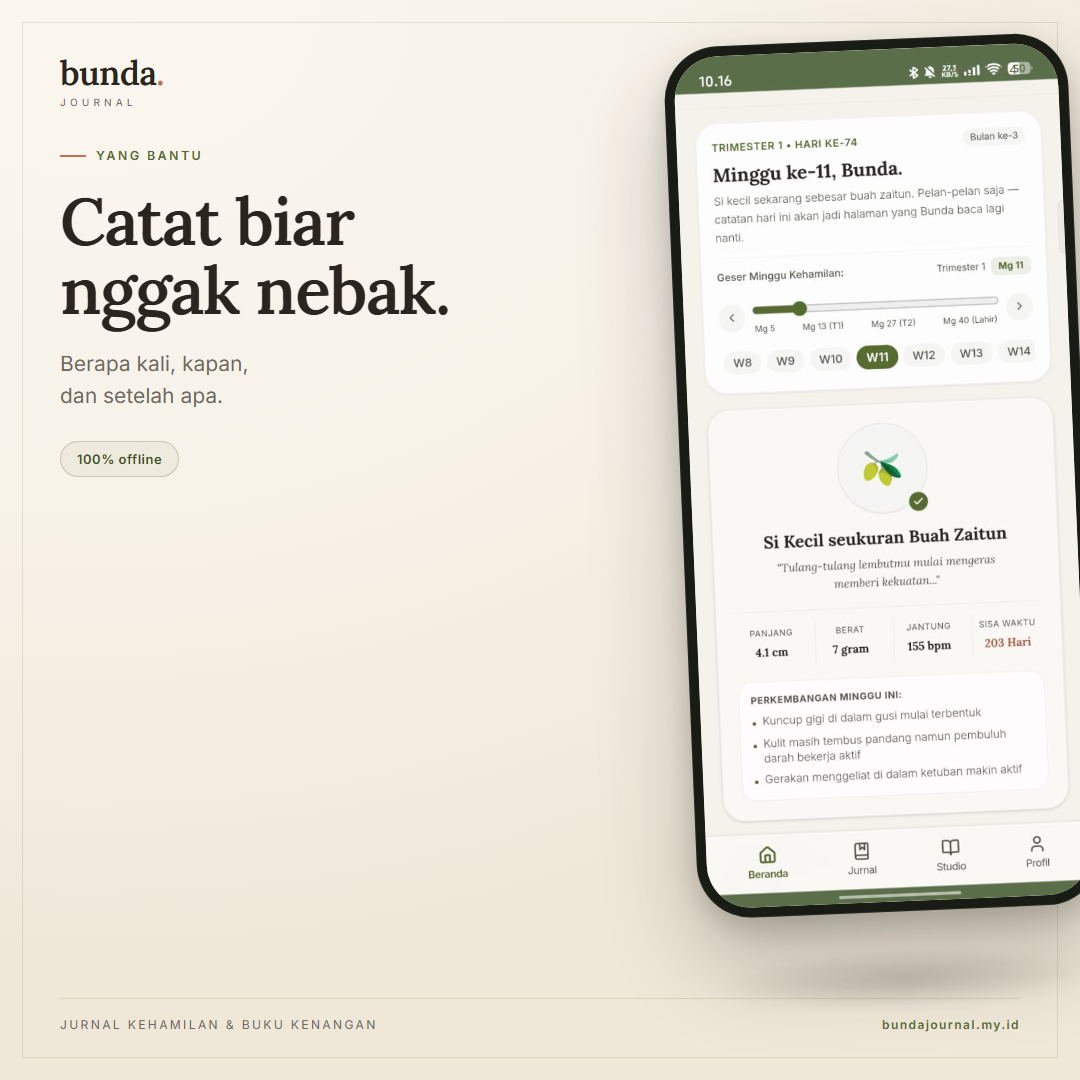 bunda.
JOURNAL
YANG BANTU
Catat biar
nggak nebak.
Berapa kali, kapan,
dan setelah apa.
100% offline
10.16
27,3
KB/S
50
TRIMESTER 1 • HARI KE-74
Bulan ke-3
Minggu ke-11, Bunda.
Si kecil sekarang sebesar buah zaitun. Pelan-pelan saja —
catatan hari ini akan jadi halaman yang Bunda baca lagi
nanti.
Geser Minggu Kehamilan:
Trimester 1 Mg 11
Mg 5 Mg 13 (T1) Mg 27 (T2) Mg 40 (Lahir)
W8 W9 W10 W11 W12 W13 W14
Si Kecil seukuran Buah Zaitun
"Tulang-tulang lembutmu mulai mengeras
memberi kekuatan..."
PANJANG BERAT JANTUNG SISA WAKTU
4.1 cm 7 gram 155 bpm 203 Hari
PERKEMBANGAN MINGGU INI:
• Kuncup gigi di dalam gusi mulai terbentuk
• Kulit masih tembus pandang namun pembuluh
darah bekerja aktif
• Gerakan menggeliat di dalam ketuban makin aktif
Beranda Jurnal Studio Profil
JURNAL KEHAMILAN & BUKU KENANGAN
bundajournal.my.id